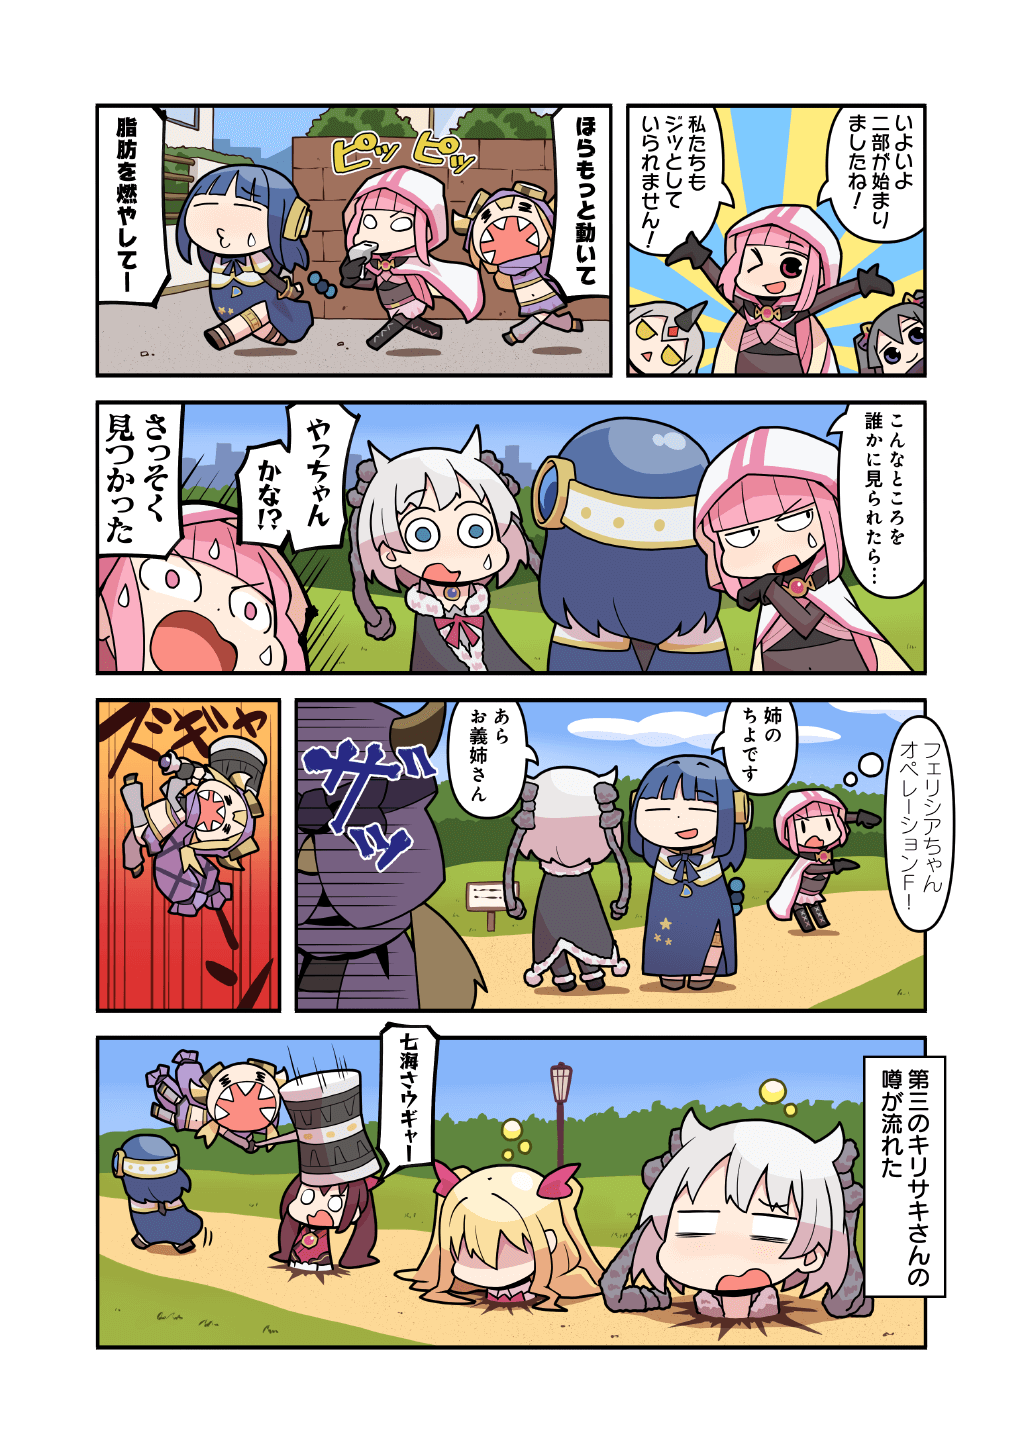 いよいよ
二部が始まり
ましたね！
私たちも
ジッとして
いられません！
ほらもっと動いて
ピッピッ
脂肪を燃やしてー
こんなところを
誰かに見られたら…
やっちゃん
かな!?
さっそく
見つかった
フェリシアちゃん
オペレーションF！
姉の
ちよです
あら
お義姉さん
ザッ
ズギャーン
第三のキリサキさんの
噂が流れた
七海さウギャー